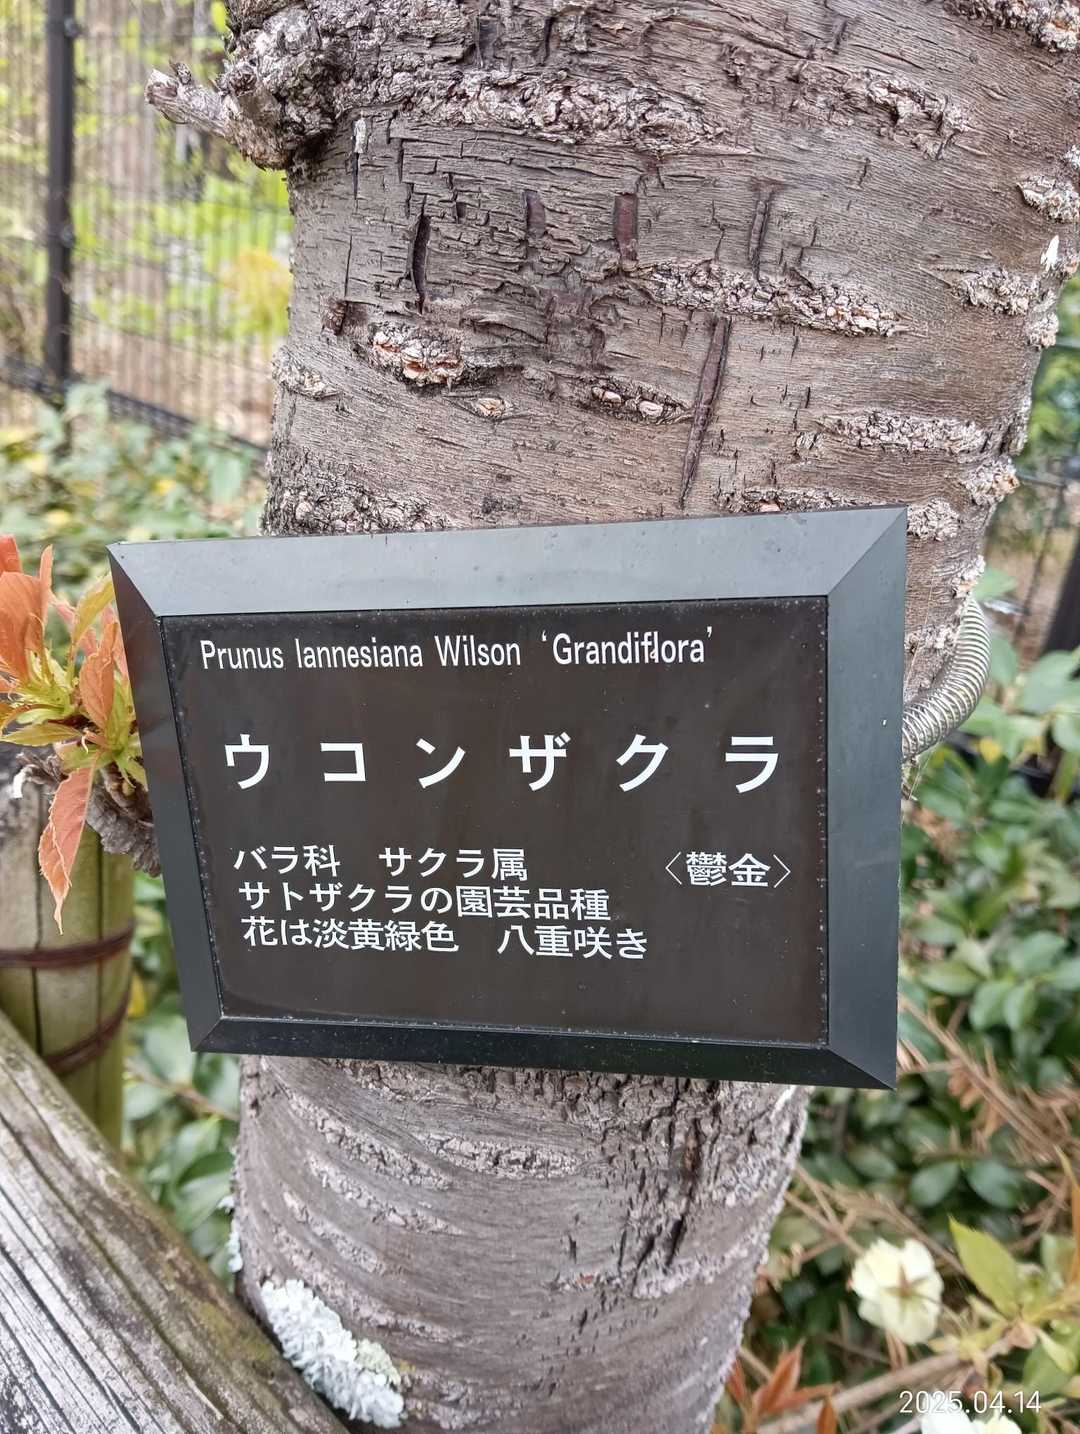 Prunus lannesiana Wilson ‘Grandiflora’
ウコンザクラ
バラ科　サクラ属　〈鬱金〉
サトザクラの園芸品種
花は淡黄緑色　八重咲き
2025.04.14